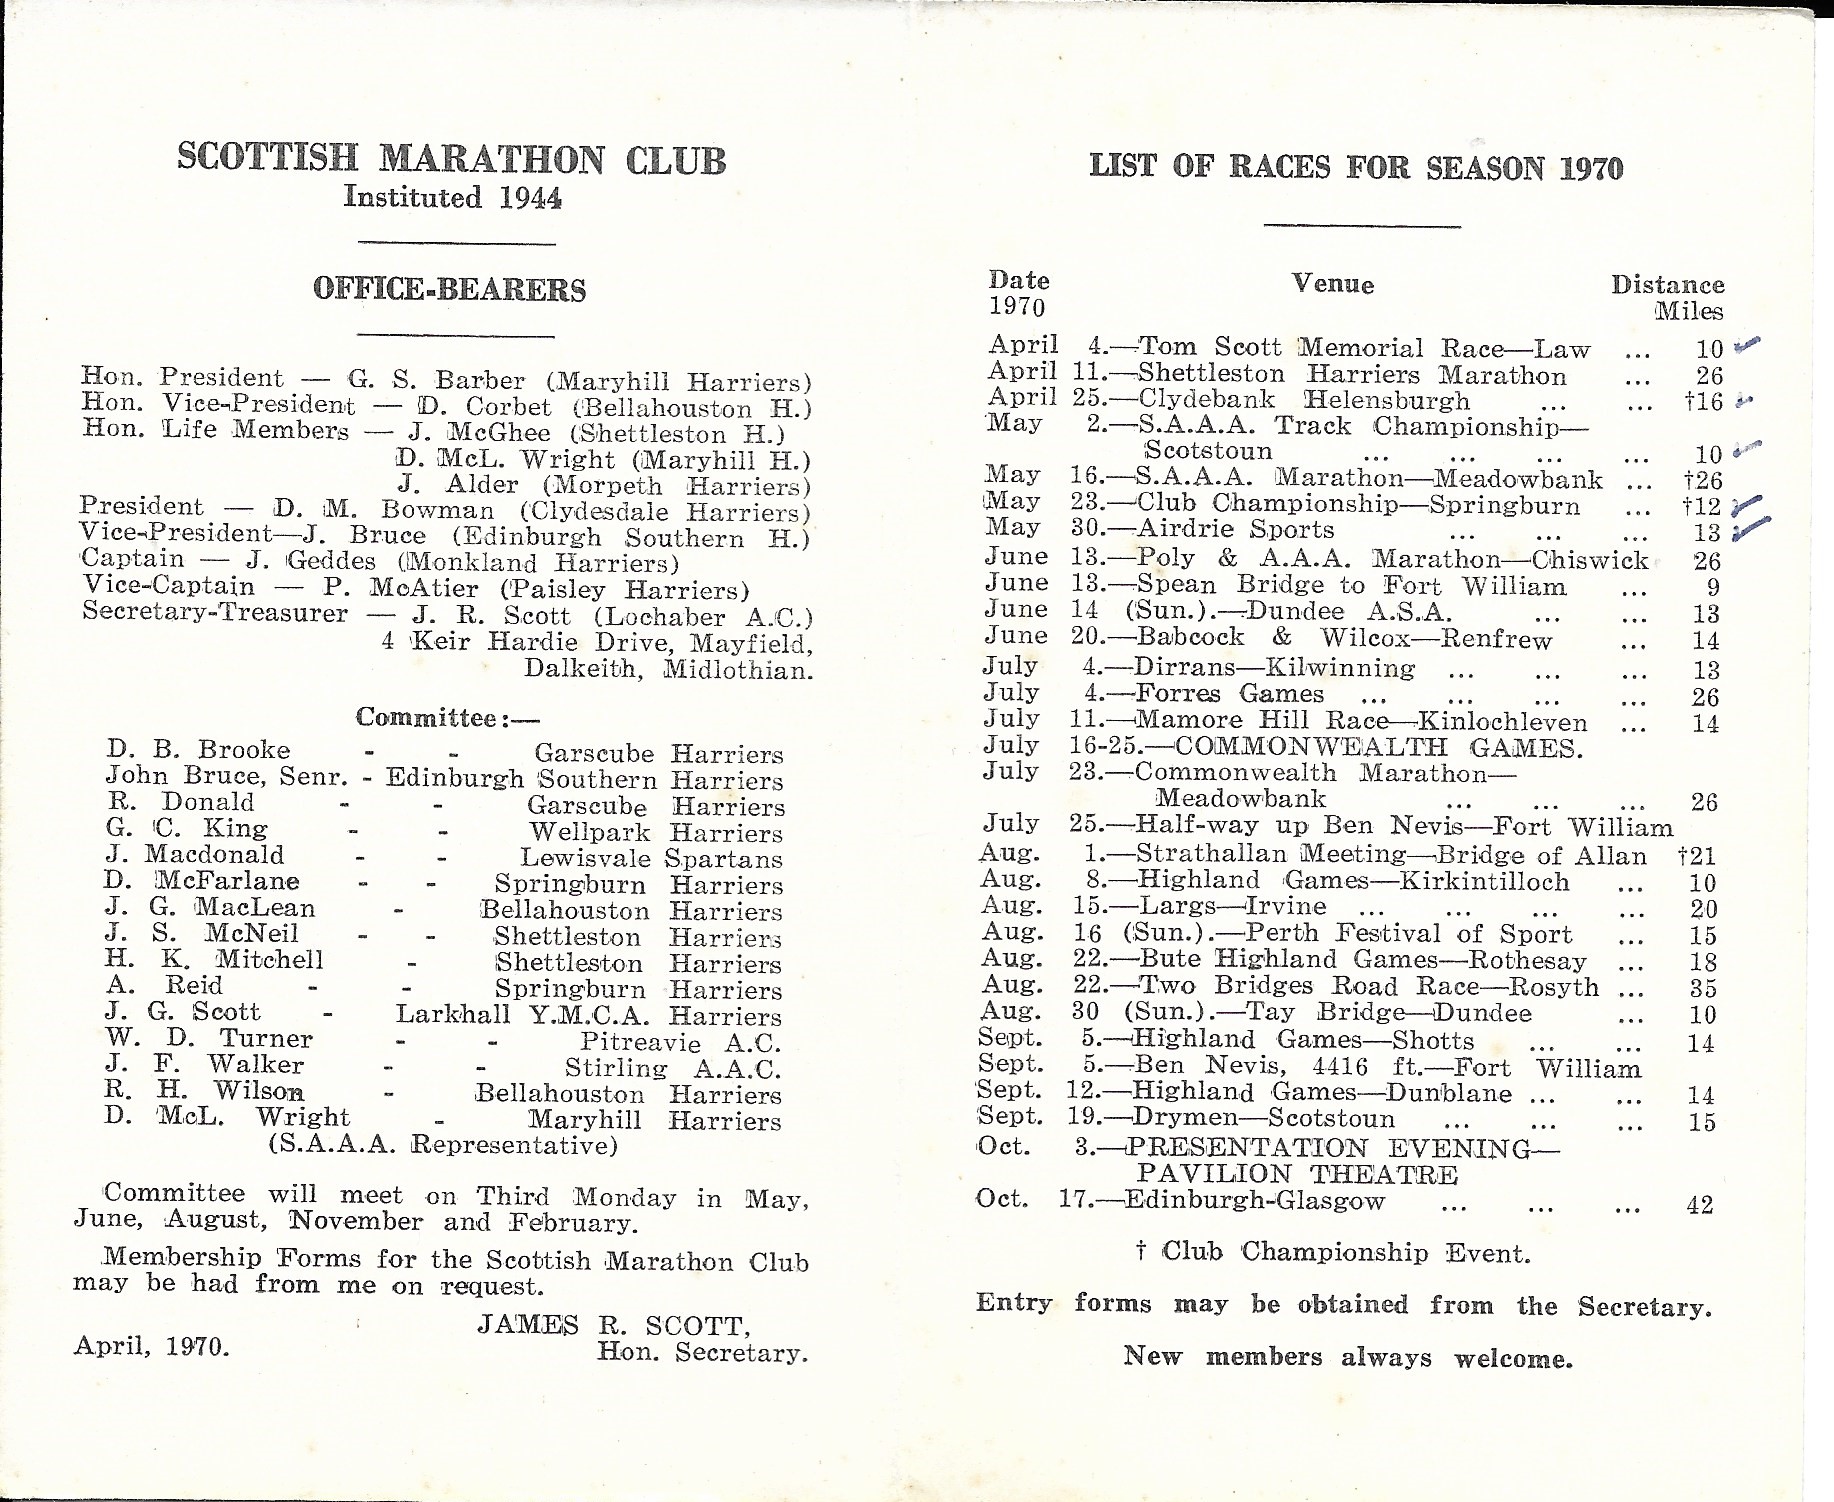 SCOTTISH MARATHON CLUB
Instituted 1944
OFFICE-BEARERS
Hon. President — G. S. Barber (Maryhill Harriers)
Hon. Vice-President — D. Corbet (Bellahouston H.)
Hon. Life Members — J. McGhee (Shettleston H.)
D. McL. Wright (Maryhill H.)
J. Alder (Morpeth Harriers)
President — D. M. Bowman (Clydesdale Harriers)
Vice-President—J. Bruce (Edinburgh Southern H.)
Captain — J. Geddes (Monkland Harriers)
Vice-Captain — P. McAtier (Paisley Harriers)
Secretary-Treasurer — J. R. Scott (Lochaber A.C.)
4 Keir Hardie Drive, Mayfield,
Dalkeith, Midlothian.
Committee:—
D. B. Brooke - - Garscube Harriers
John Bruce, Senr. - Edinburgh Southern Harriers
R. Donald - - Garscube Harriers
G. C. King - - Wellpark Harriers
J. Macdonald - - Lewisvale Spartans
D. McFarlane - - Springburn Harriers
J. G. MacLean - Bellahouston Harriers
J. S. McNeil - - Shettleston Harriers
H. K. Mitchell - Shettleston Harriers
A. Reid - - Springburn Harriers
J. G. Scott - Larkhall Y.M.C.A. Harriers
W. D. Turner - - Pitreavie A.C.
J. F. Walker - - Stirling A.A.C.
R. H. Wilson - Bellahouston Harriers
D. McL. Wright - Maryhill Harriers
(S.A.A.A. Representative)
Committee will meet on Third Monday in May,
June, August, November and February.
Membership Forms for the Scottish Marathon Club
may be had from me on request.
JAMES R. SCOTT,
April, 1970. Hon. Secretary.
LIST OF RACES FOR SEASON 1970
Date Venue Distance
1970 Miles
April 4.—Tom Scott Memorial Race—Law ... 10
April 11.—Shettleston Harriers Marathon ... 26
April 25.—Clydebank Helensburgh ... ... †16
May 2.—S.A.A.A. Track Championship—
Scotstoun ... ... ... ... 10
May 16.—S.A.A.A. Marathon—Meadowbank ... †26
May 23.—Club Championship—Springburn ... †12
May 30.—Airdrie Sports ... ... ... 13
June 13.—Poly & A.A.A. Marathon—Chiswick 26
June 13.—Spean Bridge to Fort William ... 9
June 14 (Sun.).—Dundee A.S.A. ... ... 13
June 20.—Babcock & Wilcox—Renfrew ... 14
July 4.—Dirrans—Kilwinning ... ... ... 13
July 4.—Forres Games ... ... ... ... 26
July 11.—Mamore Hill Race—Kinlochleven ... 14
July 16-25.—COMMONWEALTH GAMES.
July 23.—Commonwealth Marathon—
Meadowbank ... ... ... 26
July 25.—Half-way up Ben Nevis—Fort William
Aug. 1.—Strathallan Meeting—Bridge of Allan †21
Aug. 8.—Highland Games—Kirkintilloch ... 10
Aug. 15.—Largs—Irvine ... ... ... ... 20
Aug. 16 (Sun.).—Perth Festival of Sport ... 15
Aug. 22.—Bute Highland Games—Rothesay ... 18
Aug. 22.—Two Bridges Road Race—Rosyth ... 35
Aug. 30 (Sun.).—Tay Bridge—Dundee ... 10
Sept. 5.—Highland Games—Shotts ... ... 14
Sept. 5.—Ben Nevis, 4416 ft.—Fort William
Sept. 12.—Highland Games—Dunblane ... ... 14
Sept. 19.—Drymen—Scotstoun ... ... ... 15
Oct. 3.—PRESENTATION EVENING—
PAVILION THEATRE
Oct. 17.—Edinburgh-Glasgow ... ... ... 42
† Club Championship Event.
Entry forms may be obtained from the Secretary.
New members always welcome.